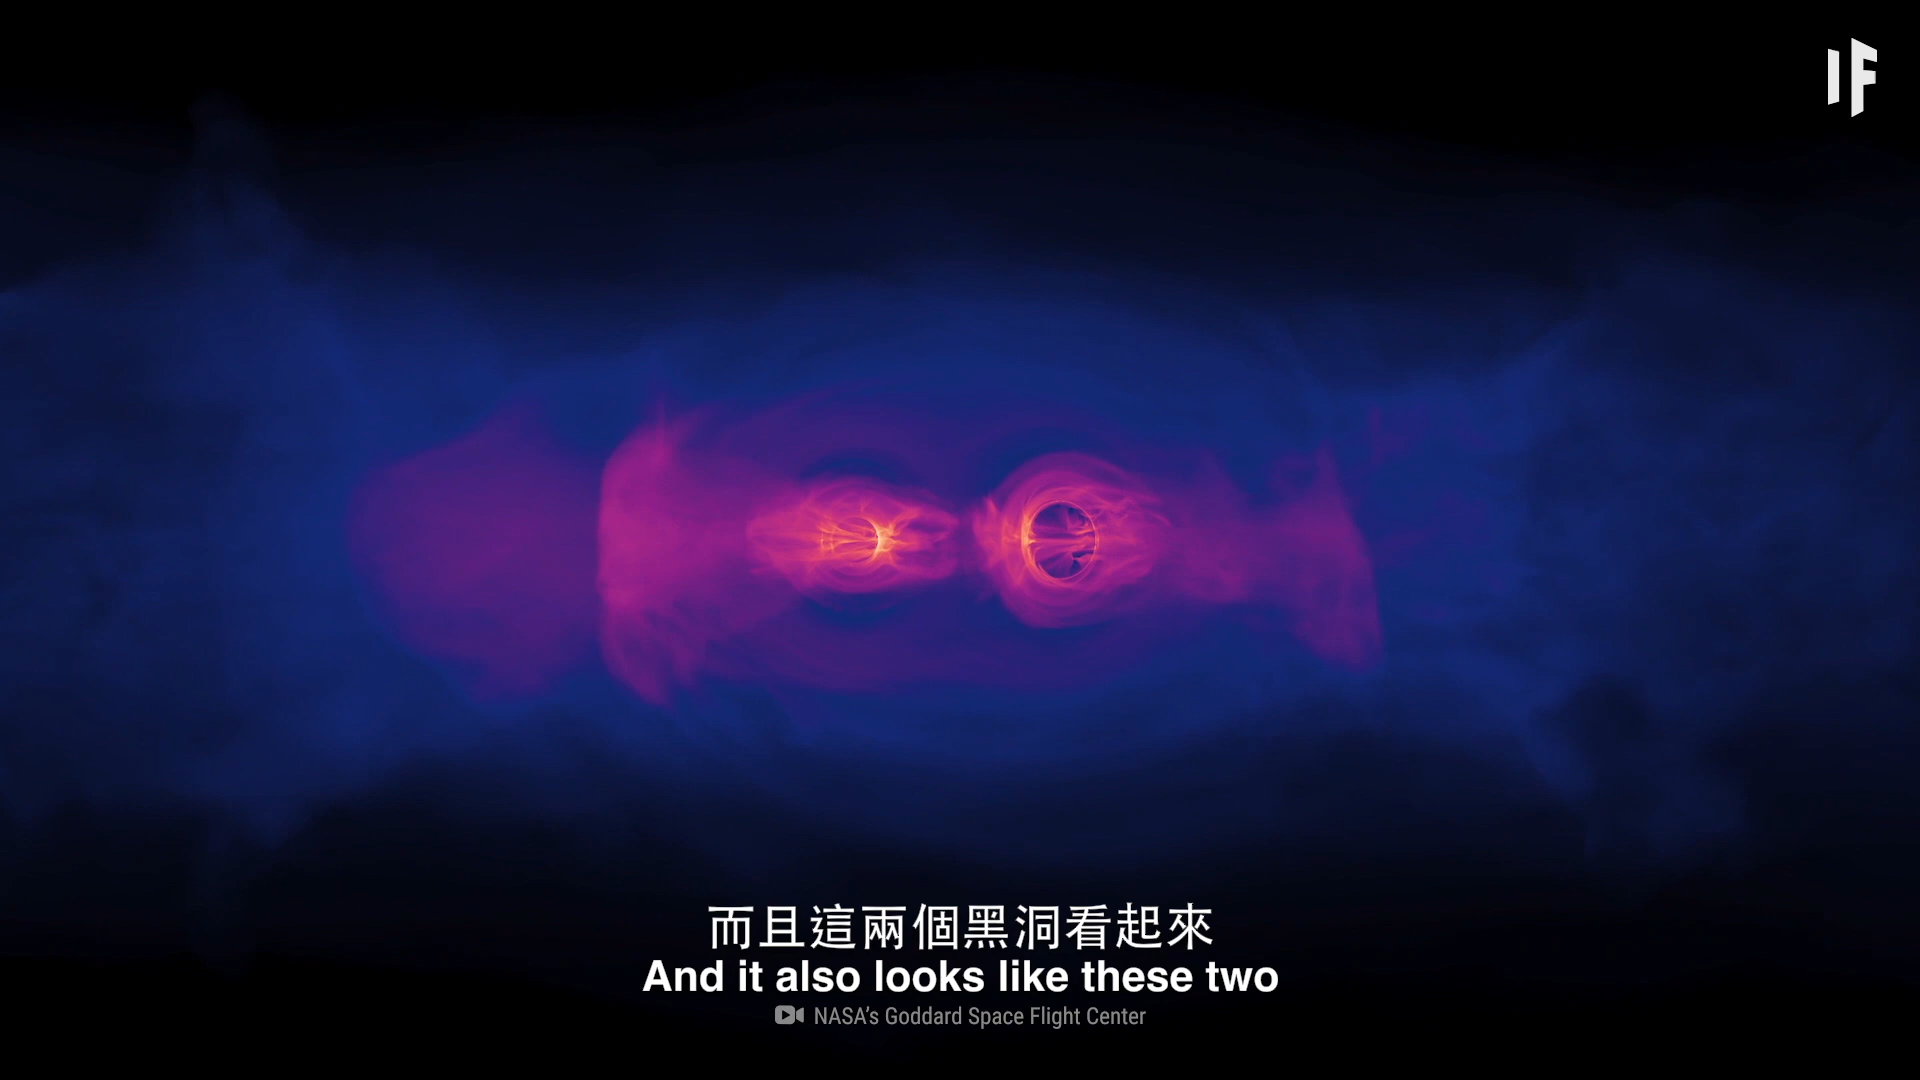 IF
而且這兩個黑洞看起來
And it also looks like these two
NASA's Goddard Space Flight Center